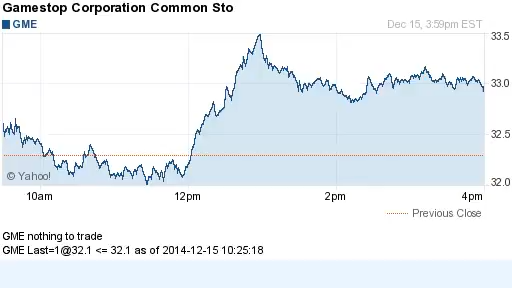 Gamestop Corporation Common Sto
GME
Dec 15, 3:59pm EST
33.5
33.0
32.5
32.0
© Yahoo!
10am 12pm 2pm 4pm
Previous Close
GME nothing to trade
GME Last=1@32.1 <= 32.1 as of 2014-12-15 10:25:18